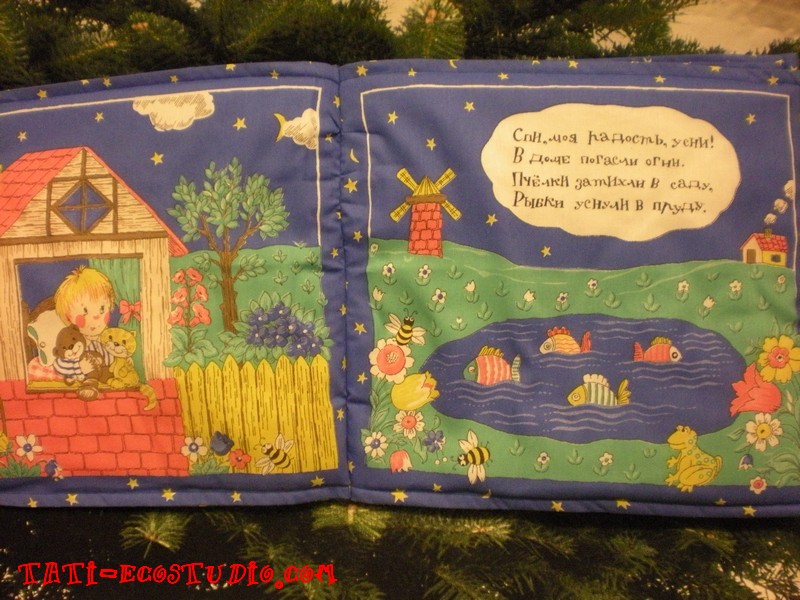 Спи, моя радость, усни!
В доме погасли огни.
Пчёлки затихли в саду,
Рыбки уснули в пруду.
TATI-ECOSTUDIO.COM